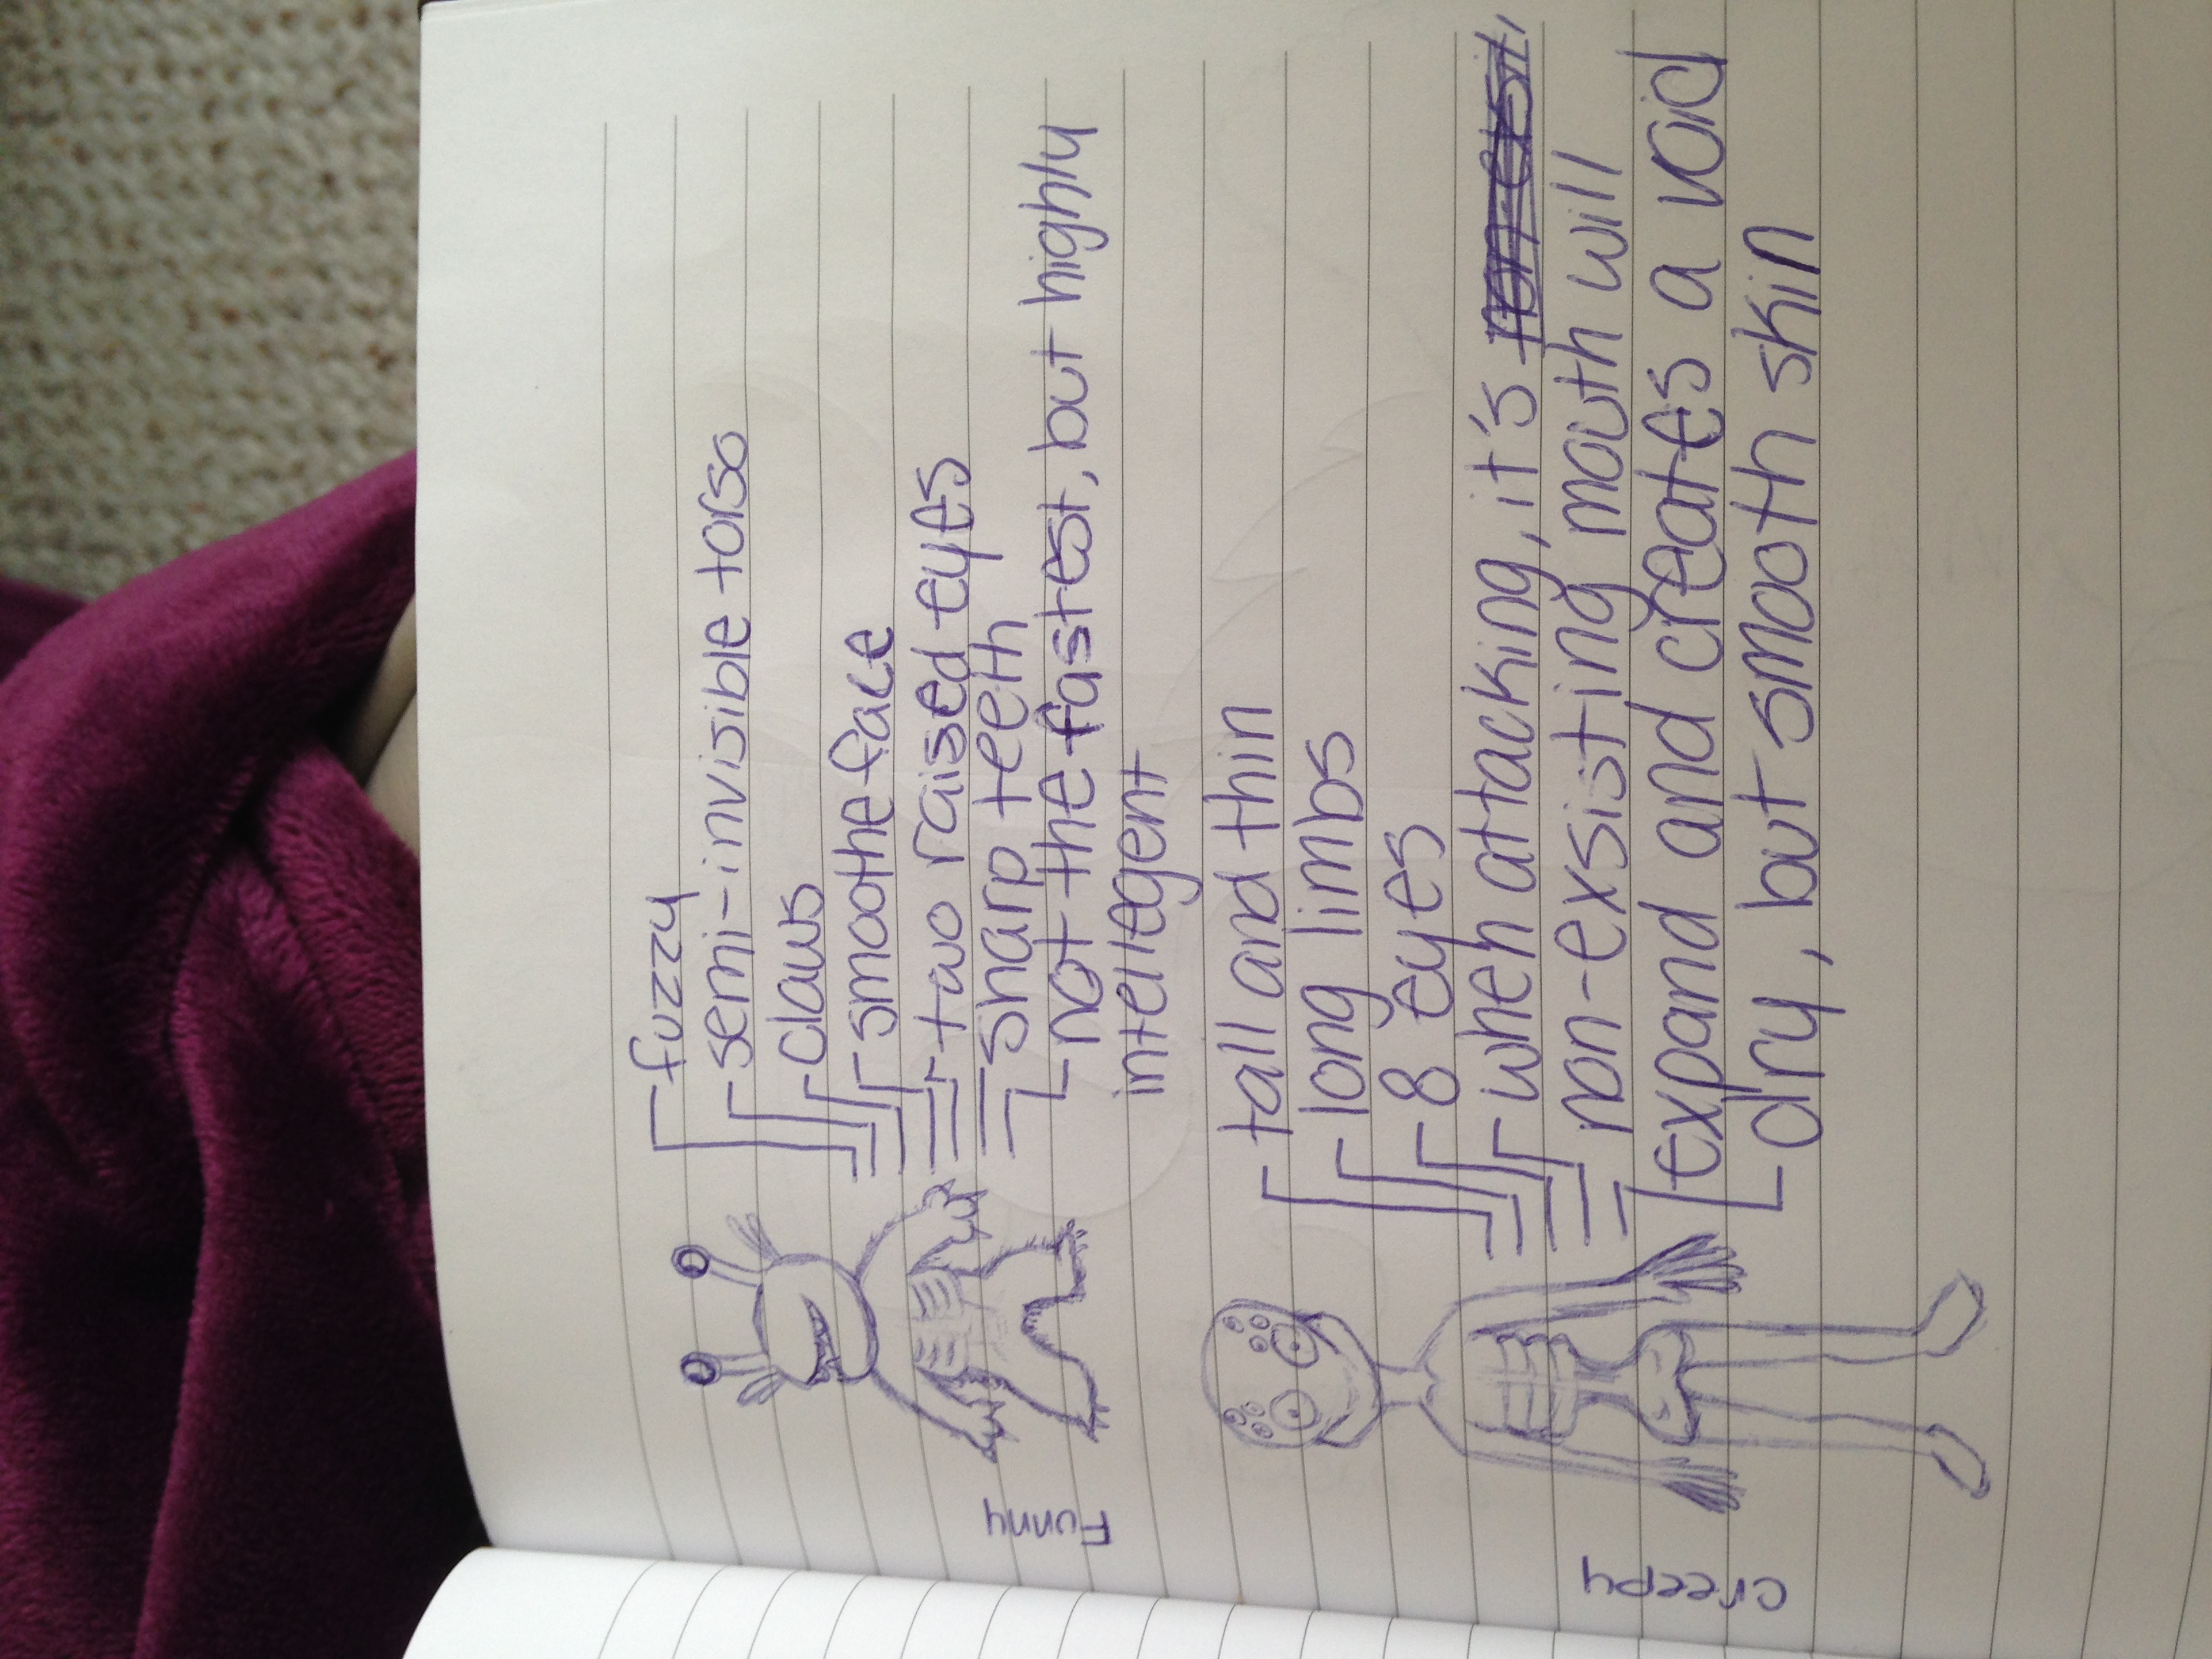 fuzzy
semi-invisible torso
claws
smoothe face
two raised eyes
sharp teeth
not the fastest, but highly
intellegent
Funny
tall and thin
long limbs
8 eyes
when attacking, it's
non-exsisting mouth will
expand and creates a void
dry, but smooth skin
creepy